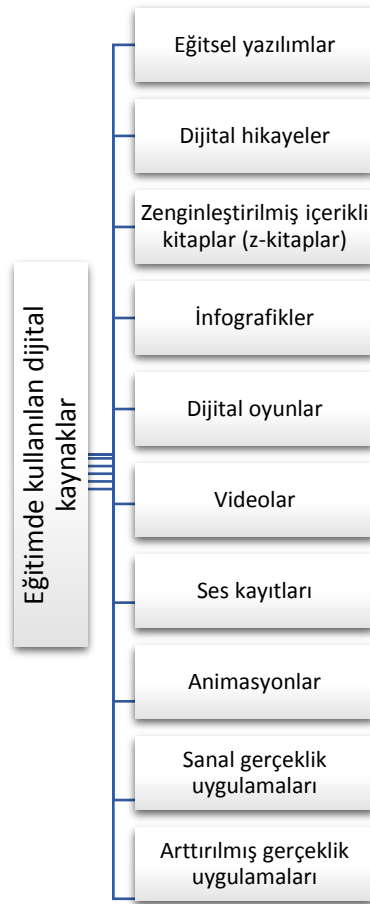 Eğitimde kullanılan dijital
kaynaklar
Eğitsel yazılımlar
Dijital hikayeler
Zenginleştirilmiş içerikli
kitaplar (z-kitaplar)
İnfografikler
Dijital oyunlar
Videolar
Ses kayıtları
Animasyonlar
Sanal gerçeklik
uygulamaları
Arttırılmış gerçeklik
uygulamaları